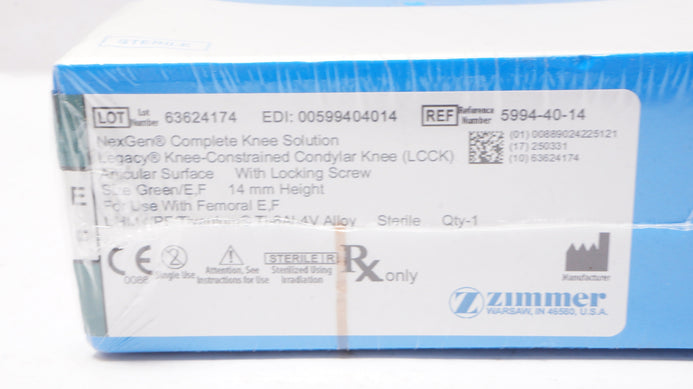 STERILE
LOT Lot Number 63624174 EDI: 00599404014 REF Reference Number 5994-40-14
NexGen® Complete Knee Solution
Legacy® Knee-Constrained Condylar Knee (LCCK)
Articular Surface With Locking Screw
Size Green/E,F 14 mm Height
For Use With Femoral E,F
Ti-6Al-4V Alloy Sterile Qty-1
(01) 00889024225121
(17) 250331
(10) 63624174
E
CE 0086
2 Single Use
Attention, See Instructions for Use
STERILE R
Sterilized Using Irradiation
Rx only
Manufacturer
Z zimmer
WARSAW, IN 46580, U.S.A.